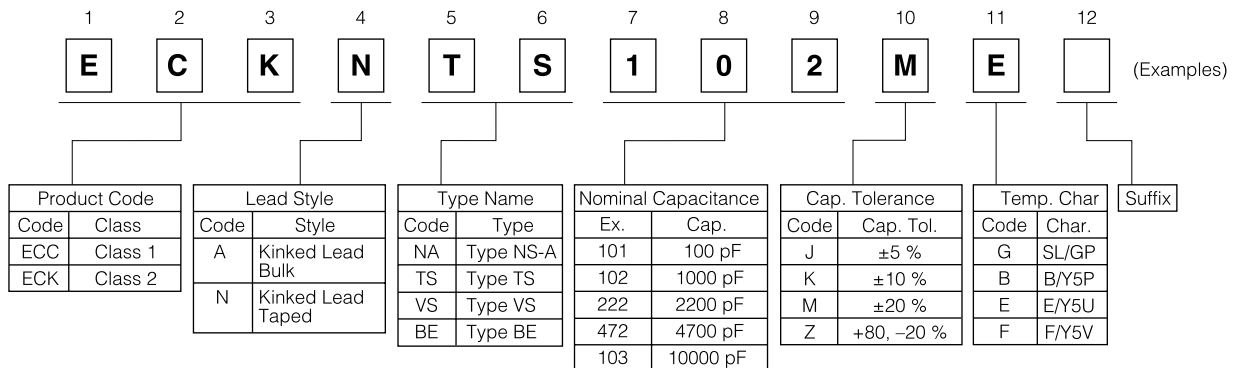 1 2 3 4 5 6 7 8 9 10 11 12
E C K N T S 1 0 2 M E (Examples)
Product Code
Code Class
ECC Class 1
ECK Class 2
Lead Style
Code Style
A Kinked Lead
Bulk
N Kinked Lead
Taped
Type Name
Code Type
NA Type NS-A
TS Type TS
VS Type VS
BE Type BE
Nominal Capacitance
Ex. Cap.
101 100 pF
102 1000 pF
222 2200 pF
472 4700 pF
103 10000 pF
Cap. Tolerance
Code Cap. Tol.
J ±5 %
K ±10 %
M ±20 %
Z +80, –20 %
Temp. Char
Code Char.
G SL/GP
B B/Y5P
E E/Y5U
F F/Y5V
Suffix